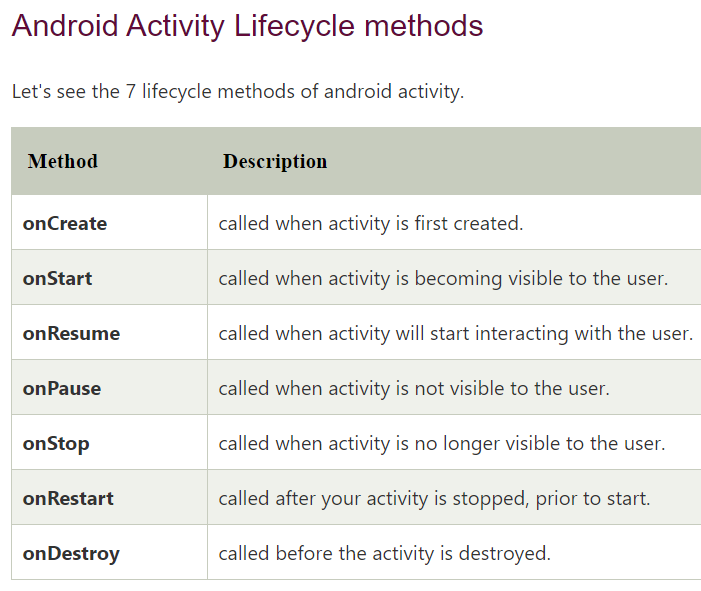 Android Activity Lifecycle methods
Let's see the 7 lifecycle methods of android activity.
Method Description
onCreate called when activity is first created.
onStart called when activity is becoming visible to the user.
onResume called when activity will start interacting with the user.
onPause called when activity is not visible to the user.
onStop called when activity is no longer visible to the user.
onRestart called after your activity is stopped, prior to start.
onDestroy called before the activity is destroyed.